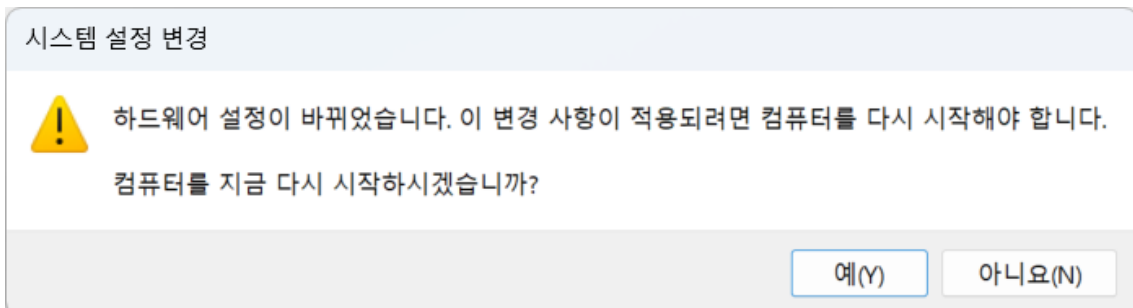 시스템 설정 변경
하드웨어 설정이 바뀌었습니다. 이 변경 사항이 적용되려면 컴퓨터를 다시 시작해야 합니다.
컴퓨터를 지금 다시 시작하시겠습니까?
예(Y)
아니요(N)